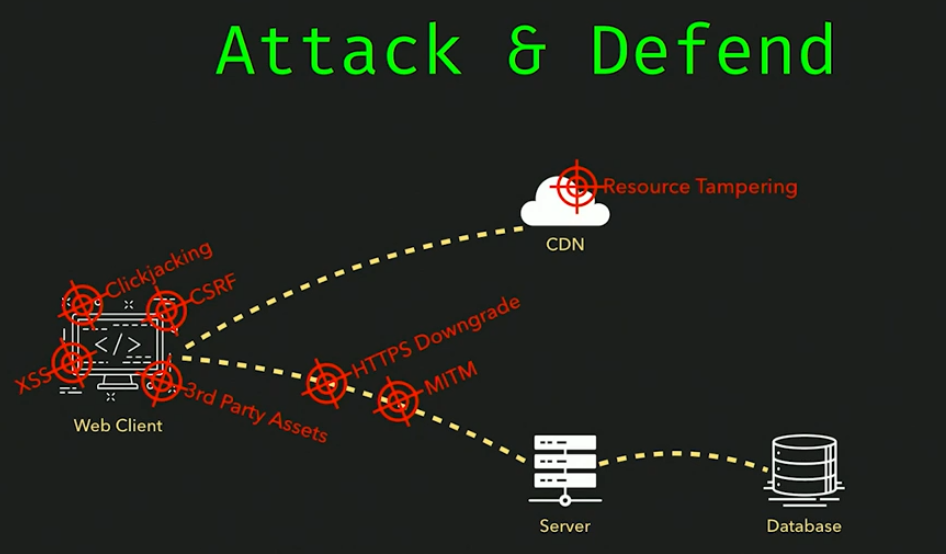 Attack & Defend
Resource Tampering
CDN
Clickjacking
CSRF
</>
XSS
3rd Party Assets
Web Client
HTTPS Downgrade
MITM
Server
Database